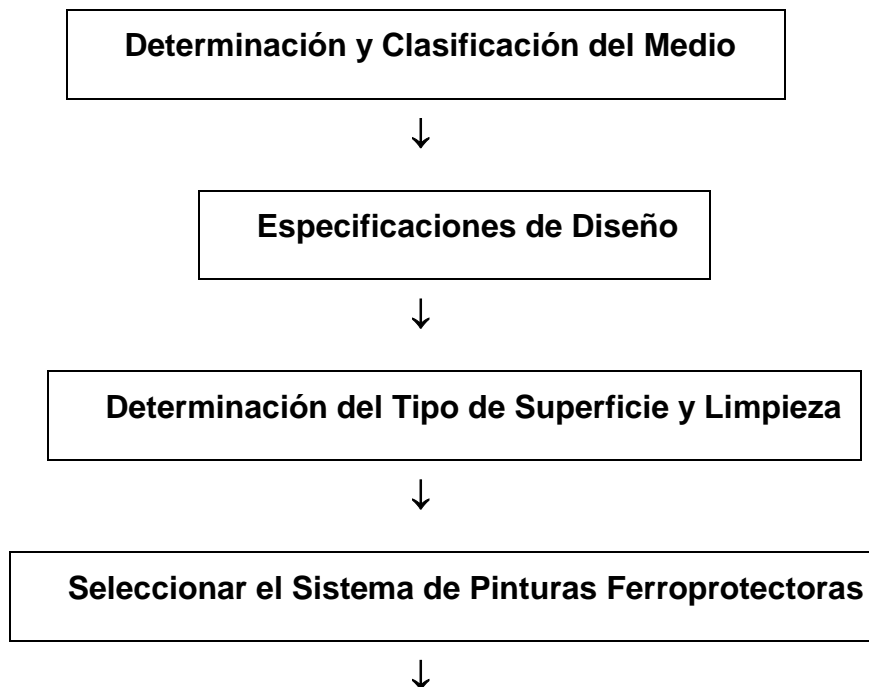 Determinación y Clasificación del Medio
↓
Especificaciones de Diseño
↓
Determinación del Tipo de Superficie y Limpieza
↓
Seleccionar el Sistema de Pinturas Ferroprotectoras
↓